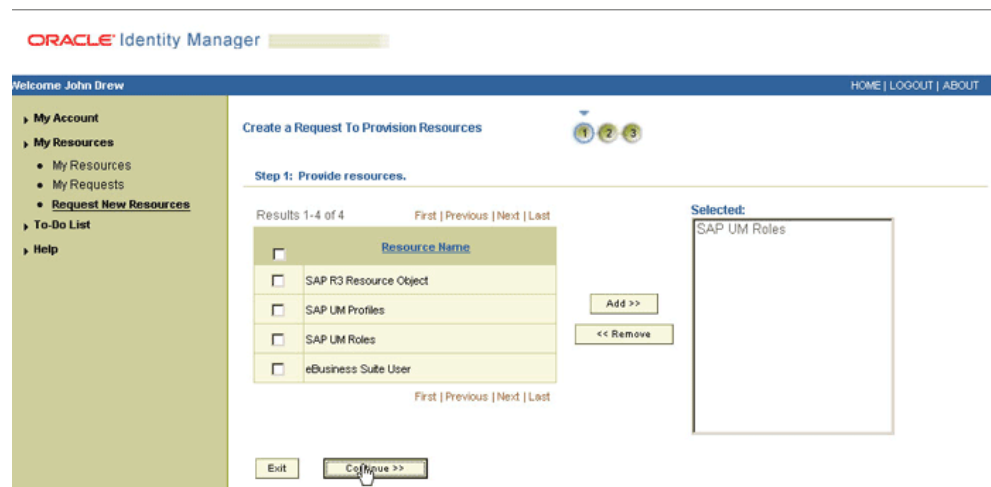 ORACLE Identity Manager
Welcome John Drew
HOME | LOGOUT | ABOUT
My Account
My Resources
My Resources
My Requests
Request New Resources
To-Do List
Help
Create a Request To Provision Resources
1 2 3
Step 1: Provide resources.
Results 1-4 of 4
First | Previous | Next | Last
Resource Name
SAP R3 Resource Object
SAP UM Profiles
SAP UM Roles
eBusiness Suite User
First | Previous | Next | Last
Add >>
<< Remove
Selected:
SAP UM Roles
Exit
Continue >>